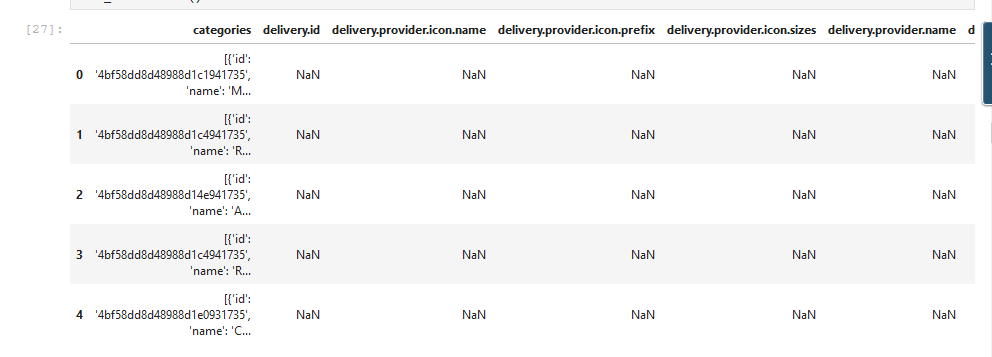 [27]:
categories delivery.id delivery.provider.icon.name delivery.provider.icon.prefix delivery.provider.icon.sizes delivery.provider.name d
[{'id':
0 '4bf58dd8d48988d1c1941735', NaN NaN NaN NaN NaN
'name': 'M...
[{'id':
1 '4bf58dd8d48988d1c4941735', NaN NaN NaN NaN NaN
'name': 'R...
[{'id':
2 '4bf58dd8d48988d14e941735', NaN NaN NaN NaN NaN
'name': 'A...
[{'id':
3 '4bf58dd8d48988d1c4941735', NaN NaN NaN NaN NaN
'name': 'R...
[{'id':
4 '4bf58dd8d48988d1e0931735', NaN NaN NaN NaN NaN
'name': 'C...